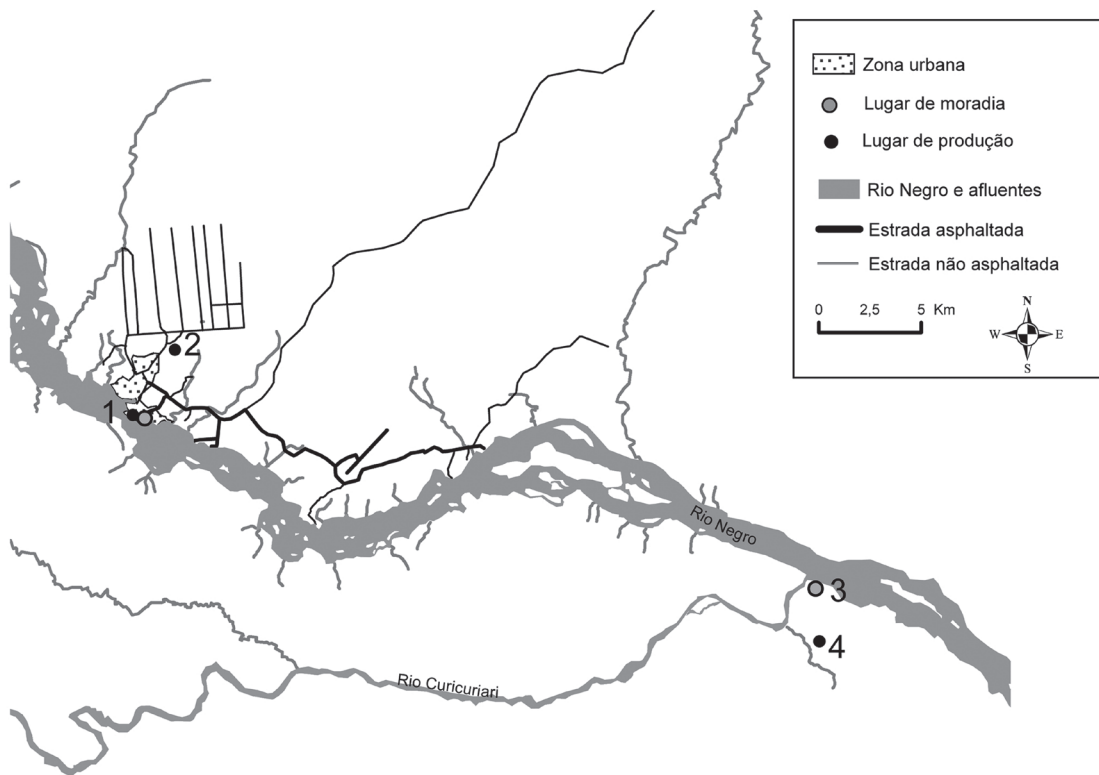 Zona urbana
Lugar de moradia
Lugar de produção
Rio Negro e afluentes
Estrada asphaltada
Estrada não asphaltada
0 2,5 5 Km
N
W E
S
2
1
Rio Negro
3
4
Rio Curicuriari